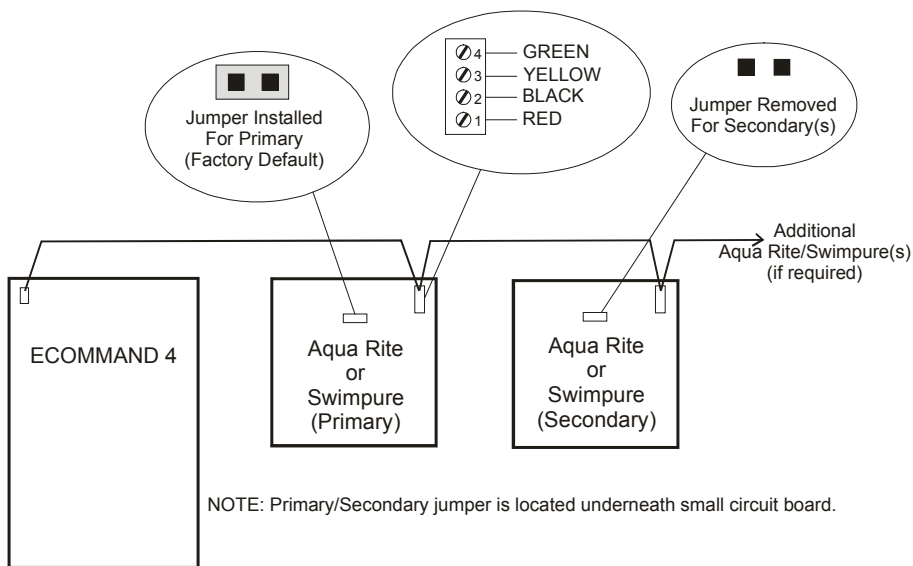 Jumper Installed
For Primary
(Factory Default)
4 GREEN
3 YELLOW
2 BLACK
1 RED
Jumper Removed
For Secondary(s)
Additional
Aqua Rite/Swimpure(s)
(if required)
ECOMMAND 4
Aqua Rite
or
Swimpure
(Primary)
Aqua Rite
or
Swimpure
(Secondary)
NOTE: Primary/Secondary jumper is located underneath small circuit board.